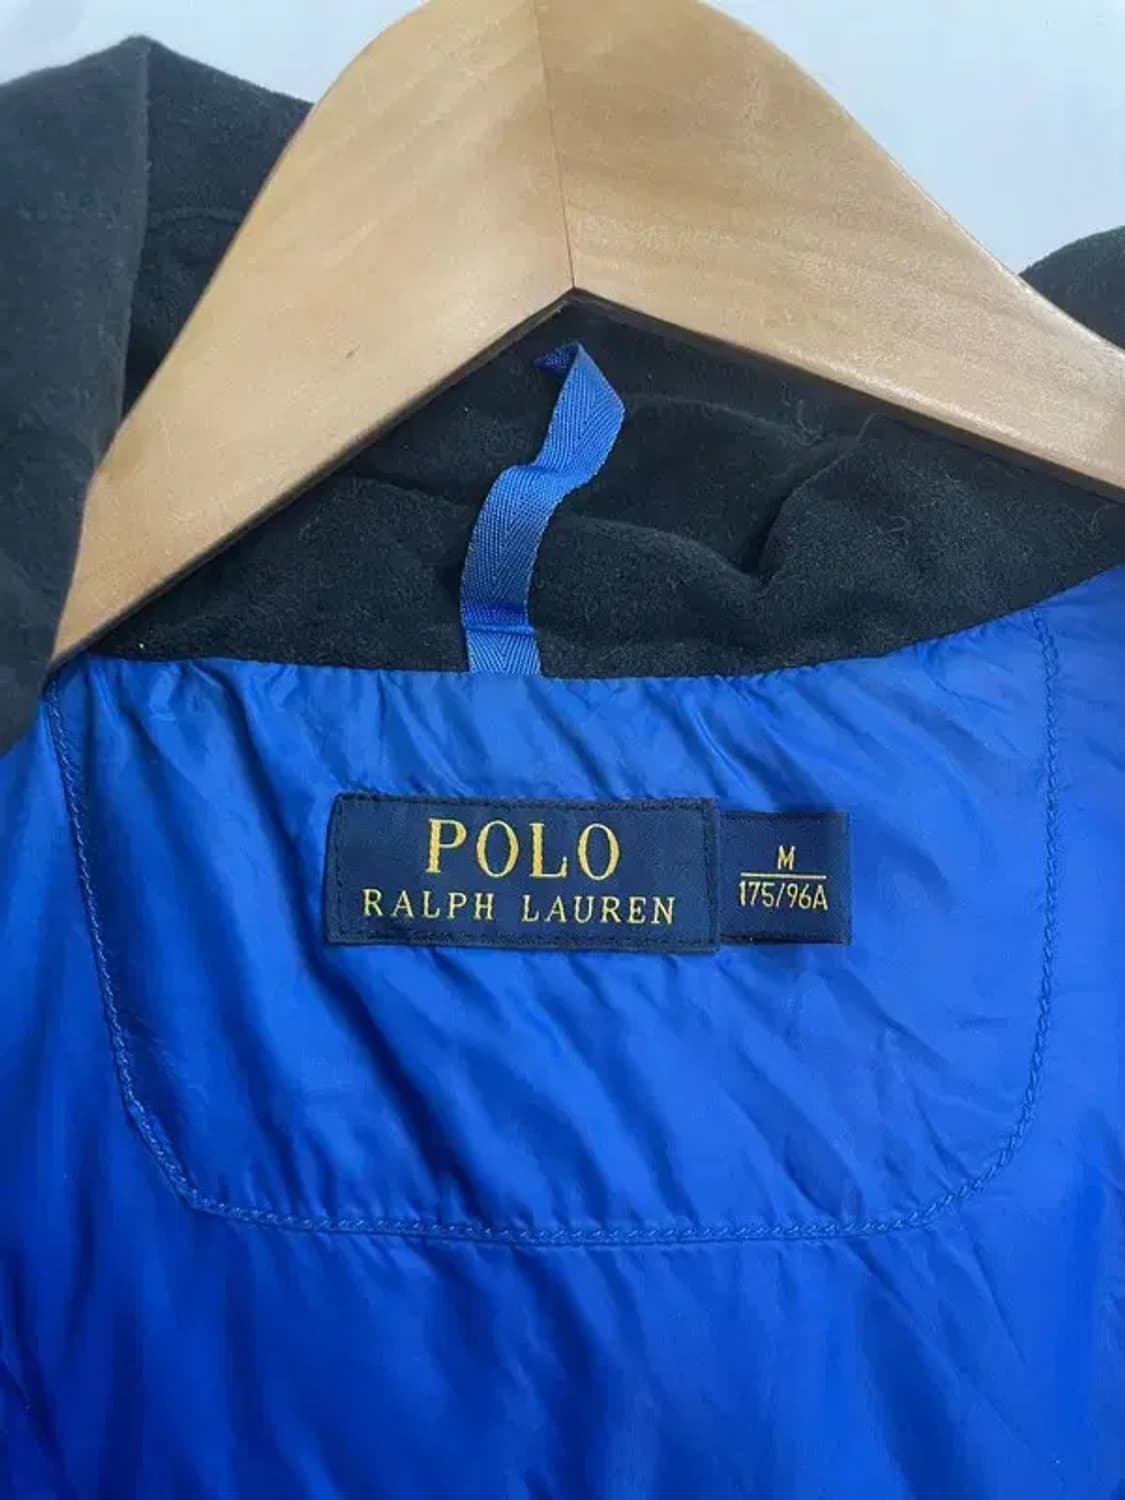 POLO
RALPH LAUREN
M
175/96A